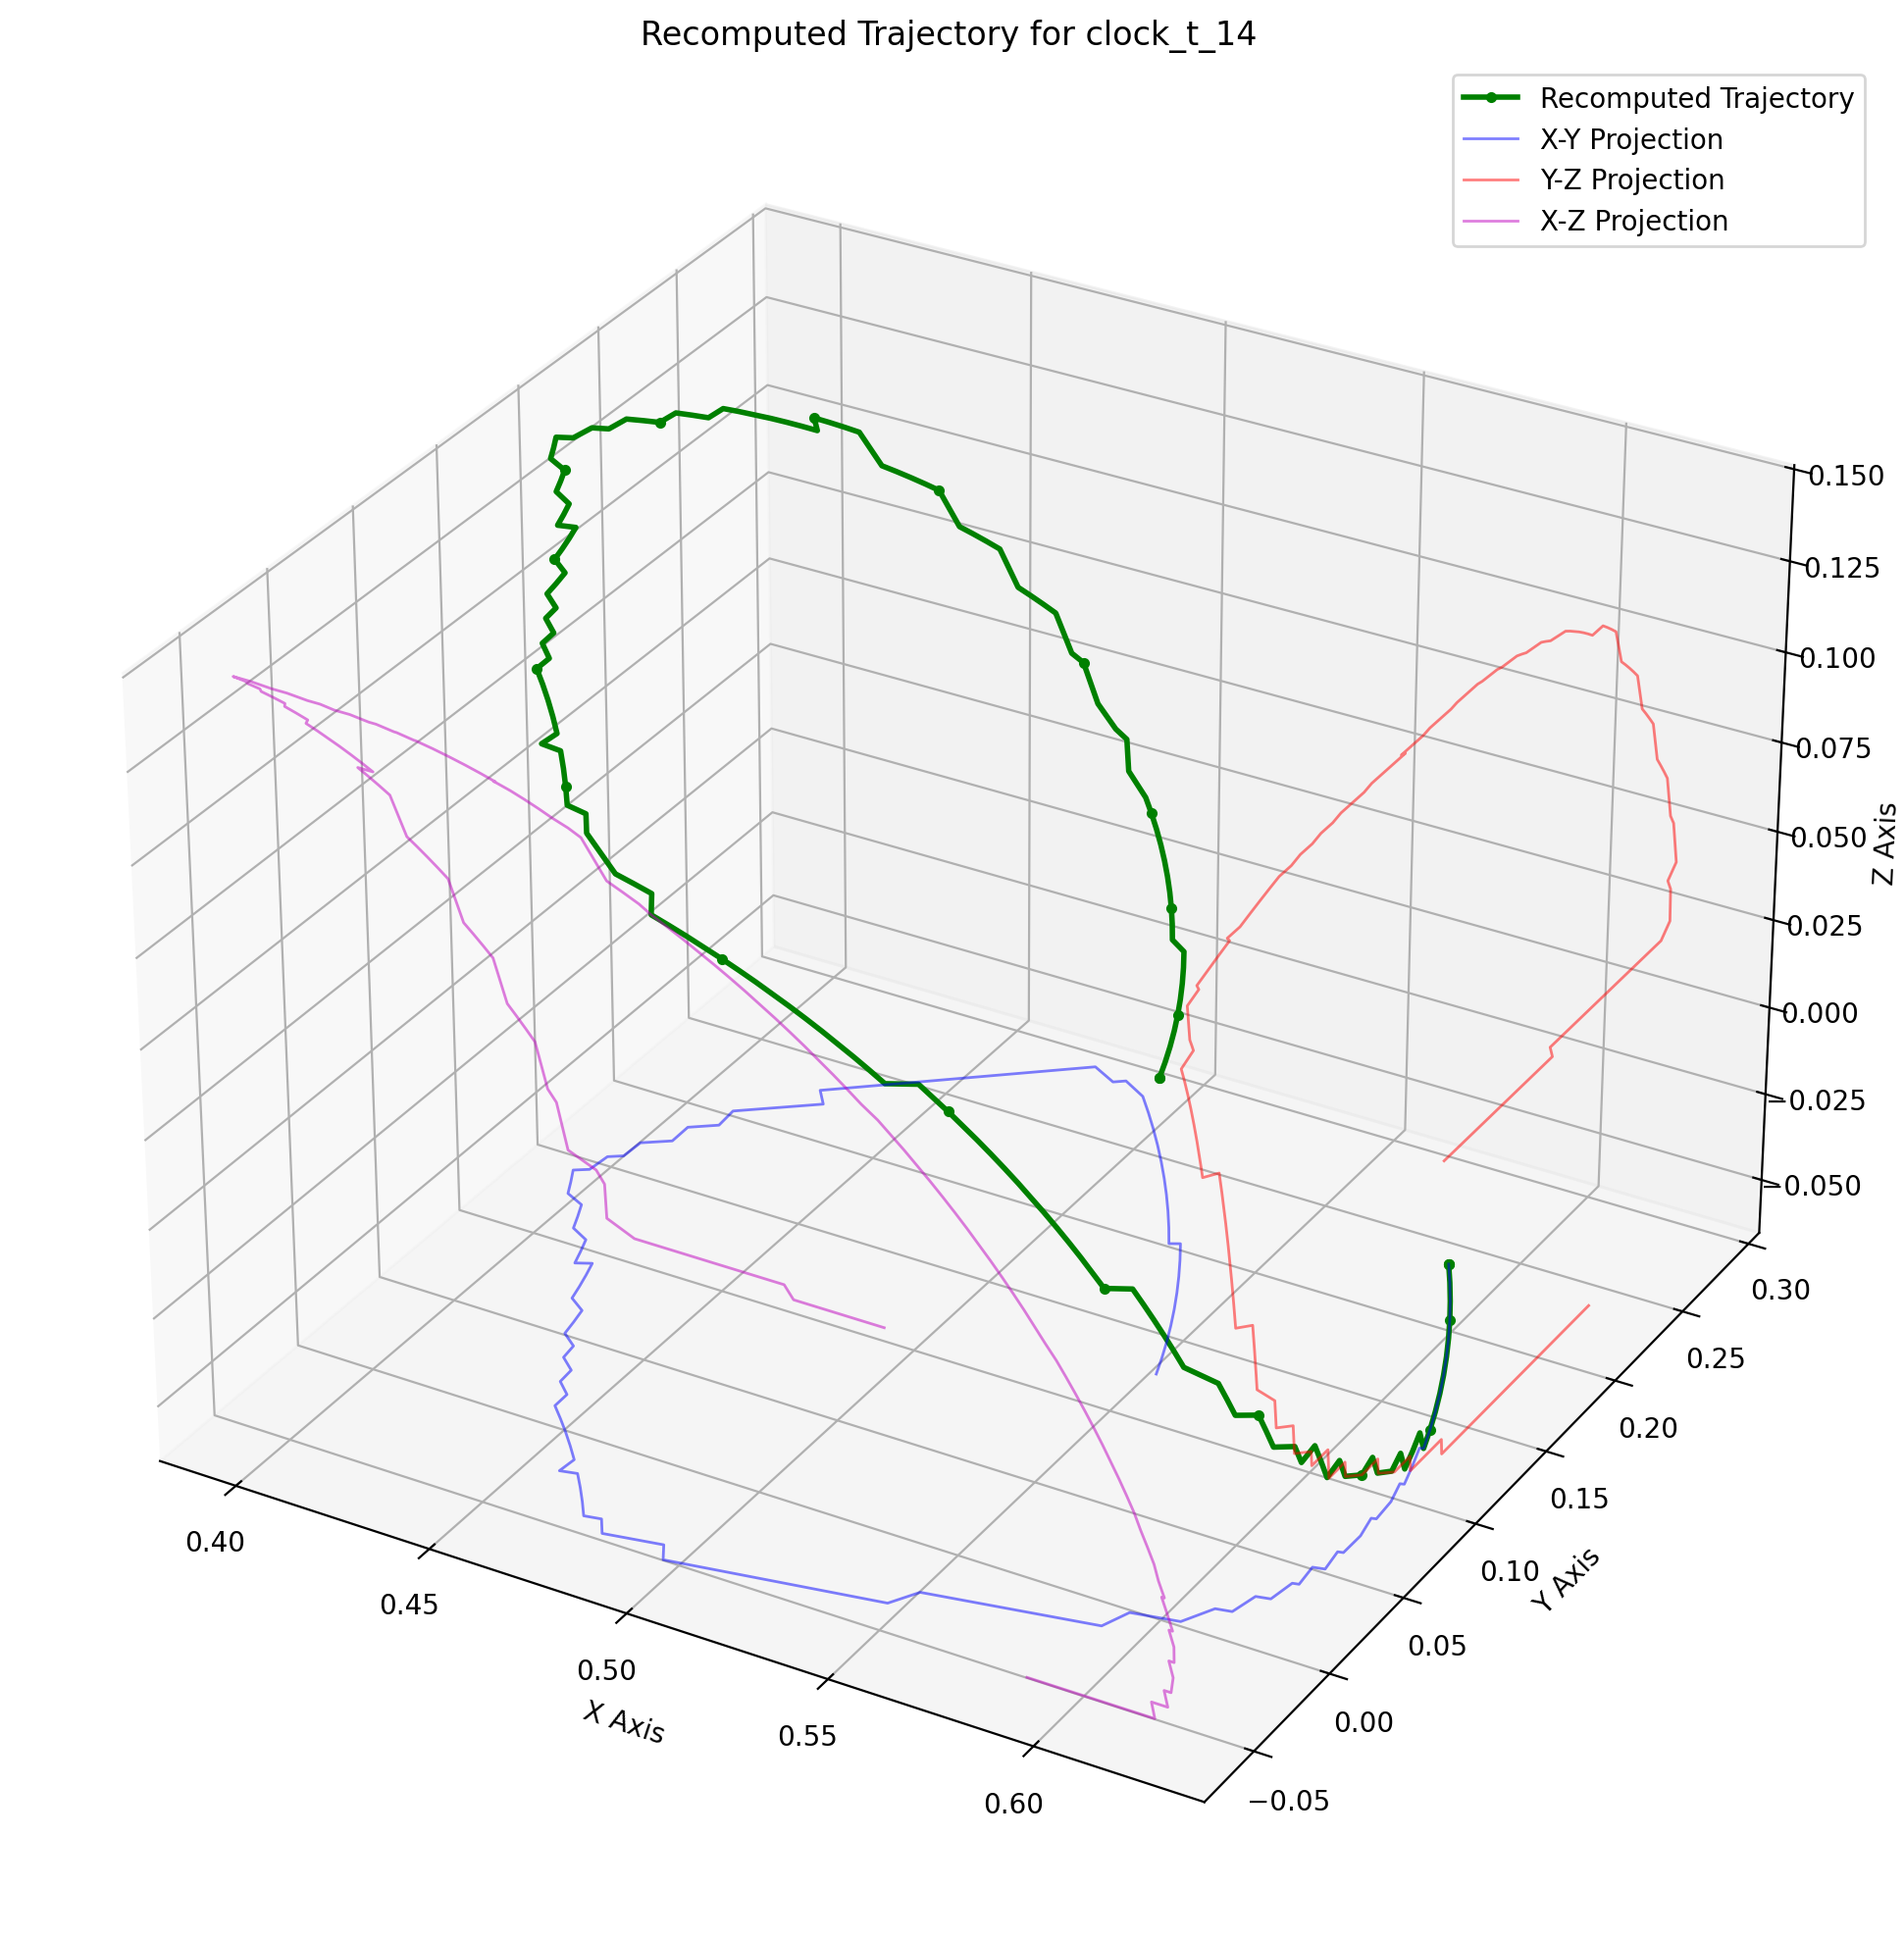 Recomputed Trajectory for clock_t_14
Recomputed Trajectory
X-Y Projection
Y-Z Projection
X-Z Projection
0.150
0.125
0.100
0.075
0.050
0.025
0.000
−0.025
−0.050
Z Axis
0.30
0.25
0.20
0.15
0.10
0.05
0.00
−0.05
Y Axis
0.40
0.45
0.50
0.55
0.60
X Axis